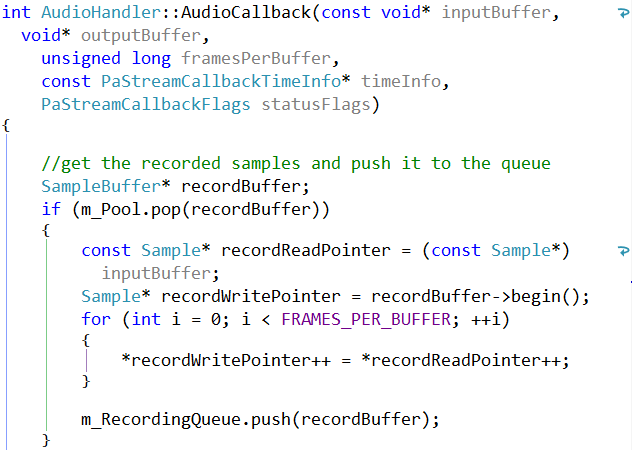 int AudioHandler::AudioCallback(const void* inputBuffer,
void* outputBuffer,
unsigned long framesPerBuffer,
const PaStreamCallbackTimeInfo* timeInfo,
PaStreamCallbackFlags statusFlags)
{
//get the recorded samples and push it to the queue
SampleBuffer* recordBuffer;
if (m_Pool.pop(recordBuffer))
{
const Sample* recordReadPointer = (const Sample*)
inputBuffer;
Sample* recordWritePointer = recordBuffer->begin();
for (int i = 0; i < FRAMES_PER_BUFFER; ++i)
{
*recordWritePointer++ = *recordReadPointer++;
}
m_RecordingQueue.push(recordBuffer);
}